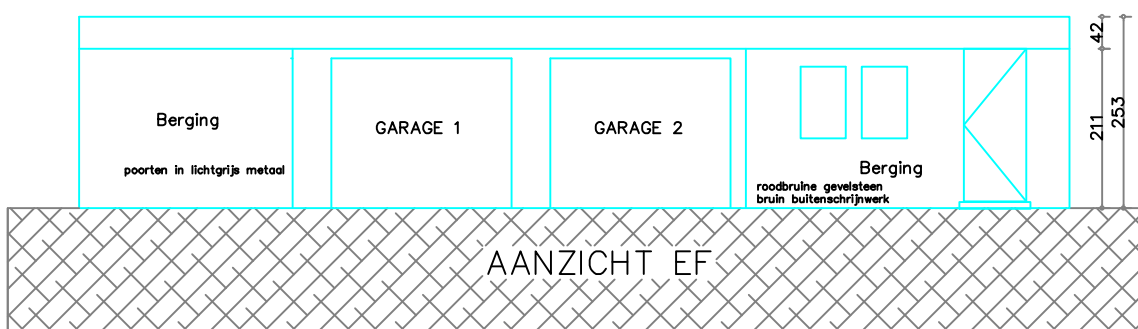 42
253
211
Berging
GARAGE 1
GARAGE 2
poorten in lichtgrijs metaal
Berging
roodbruine gevelsteen
bruin buitenschrijnwerk
AANZICHT EF